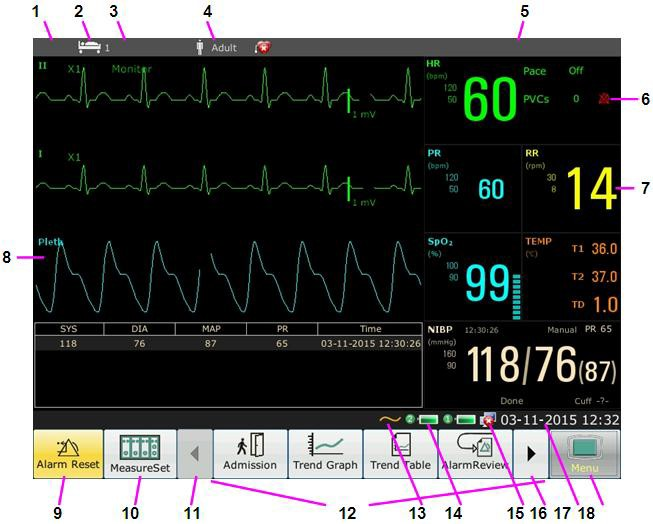 1 2 3 4 5
1 Adult
II X1 Monitor
1 mV
HR
(bpm)
120
50
60
Pace Off
PVCs 0
6
I X1
1 mV
PR
(bpm)
120
50
60
RR
(rpm)
30
8
14
7
8
Pleth
SpO₂
(%)
100
90
99
TEMP
(°C)
T1 36.0
T2 37.0
TD 1.0
SYS DIA MAP PR Time
118 76 87 65 03-11-2015 12:30:26
NIBP 12:30:26 Manual PR 65
(mmHg)
160
90
118/76(87)
Done Cuff -?-
2 1 03-11-2015 12:32
Alarm Reset
MeasureSet
Admission
Trend Graph
Trend Table
AlarmReview
Menu
9 10 11 12 13 14 15 16 17 18